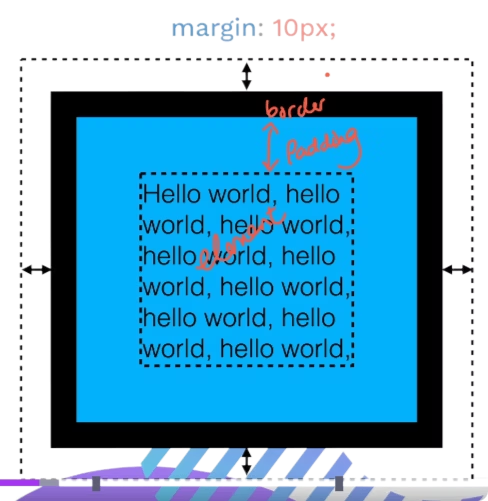 margin: 10px;
border
Padding
Hello world, hello
world, hello world,
element
hello world, hello
world, hello world,
hello world, hello
world, hello world,